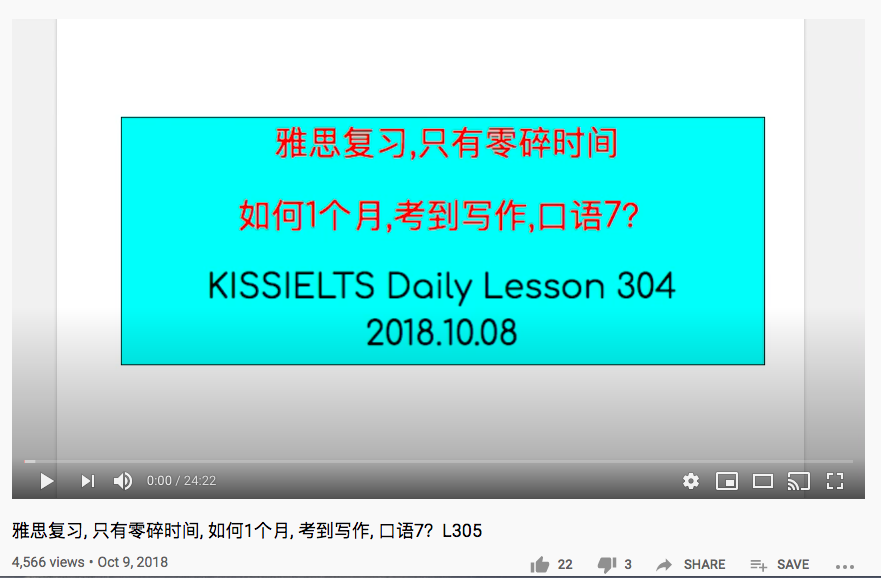 雅思复习,只有零碎时间
如何1个月,考到写作,口语7?
KISSIELTS Daily Lesson 304
2018.10.08
0:00 / 24:22
雅思复习, 只有零碎时间, 如何1个月, 考到写作, 口语7? L305
4,566 views • Oct 9, 2018
22 3 SHARE SAVE